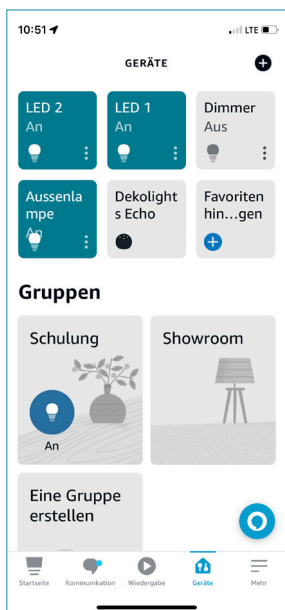 10:51
LTE
GERÄTE
LED 2
An
LED 1
An
Dimmer
Aus
Aussenla
mpe
An
Dekolight
s Echo
Favoriten
hin...gen
Gruppen
Schulung
An
Showroom
Eine Gruppe
erstellen
Startseite
Kommunikation
Wiedergabe
Geräte
Mehr